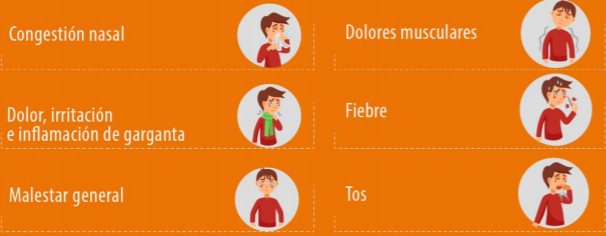 Congestión nasal
Dolores musculares
Dolor, irritación
e inflamación de garganta
Fiebre
Malestar general
Tos